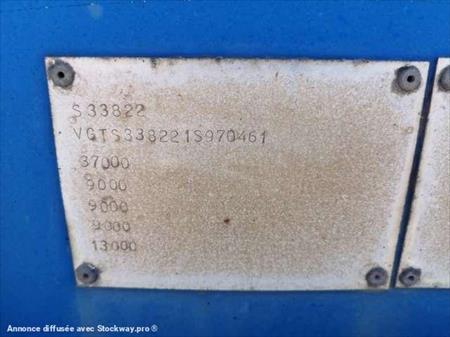 S33822
VGTS338221S970461
37000
9000
9000
9000
13000
Annonce diffusée avec Stockway.pro®